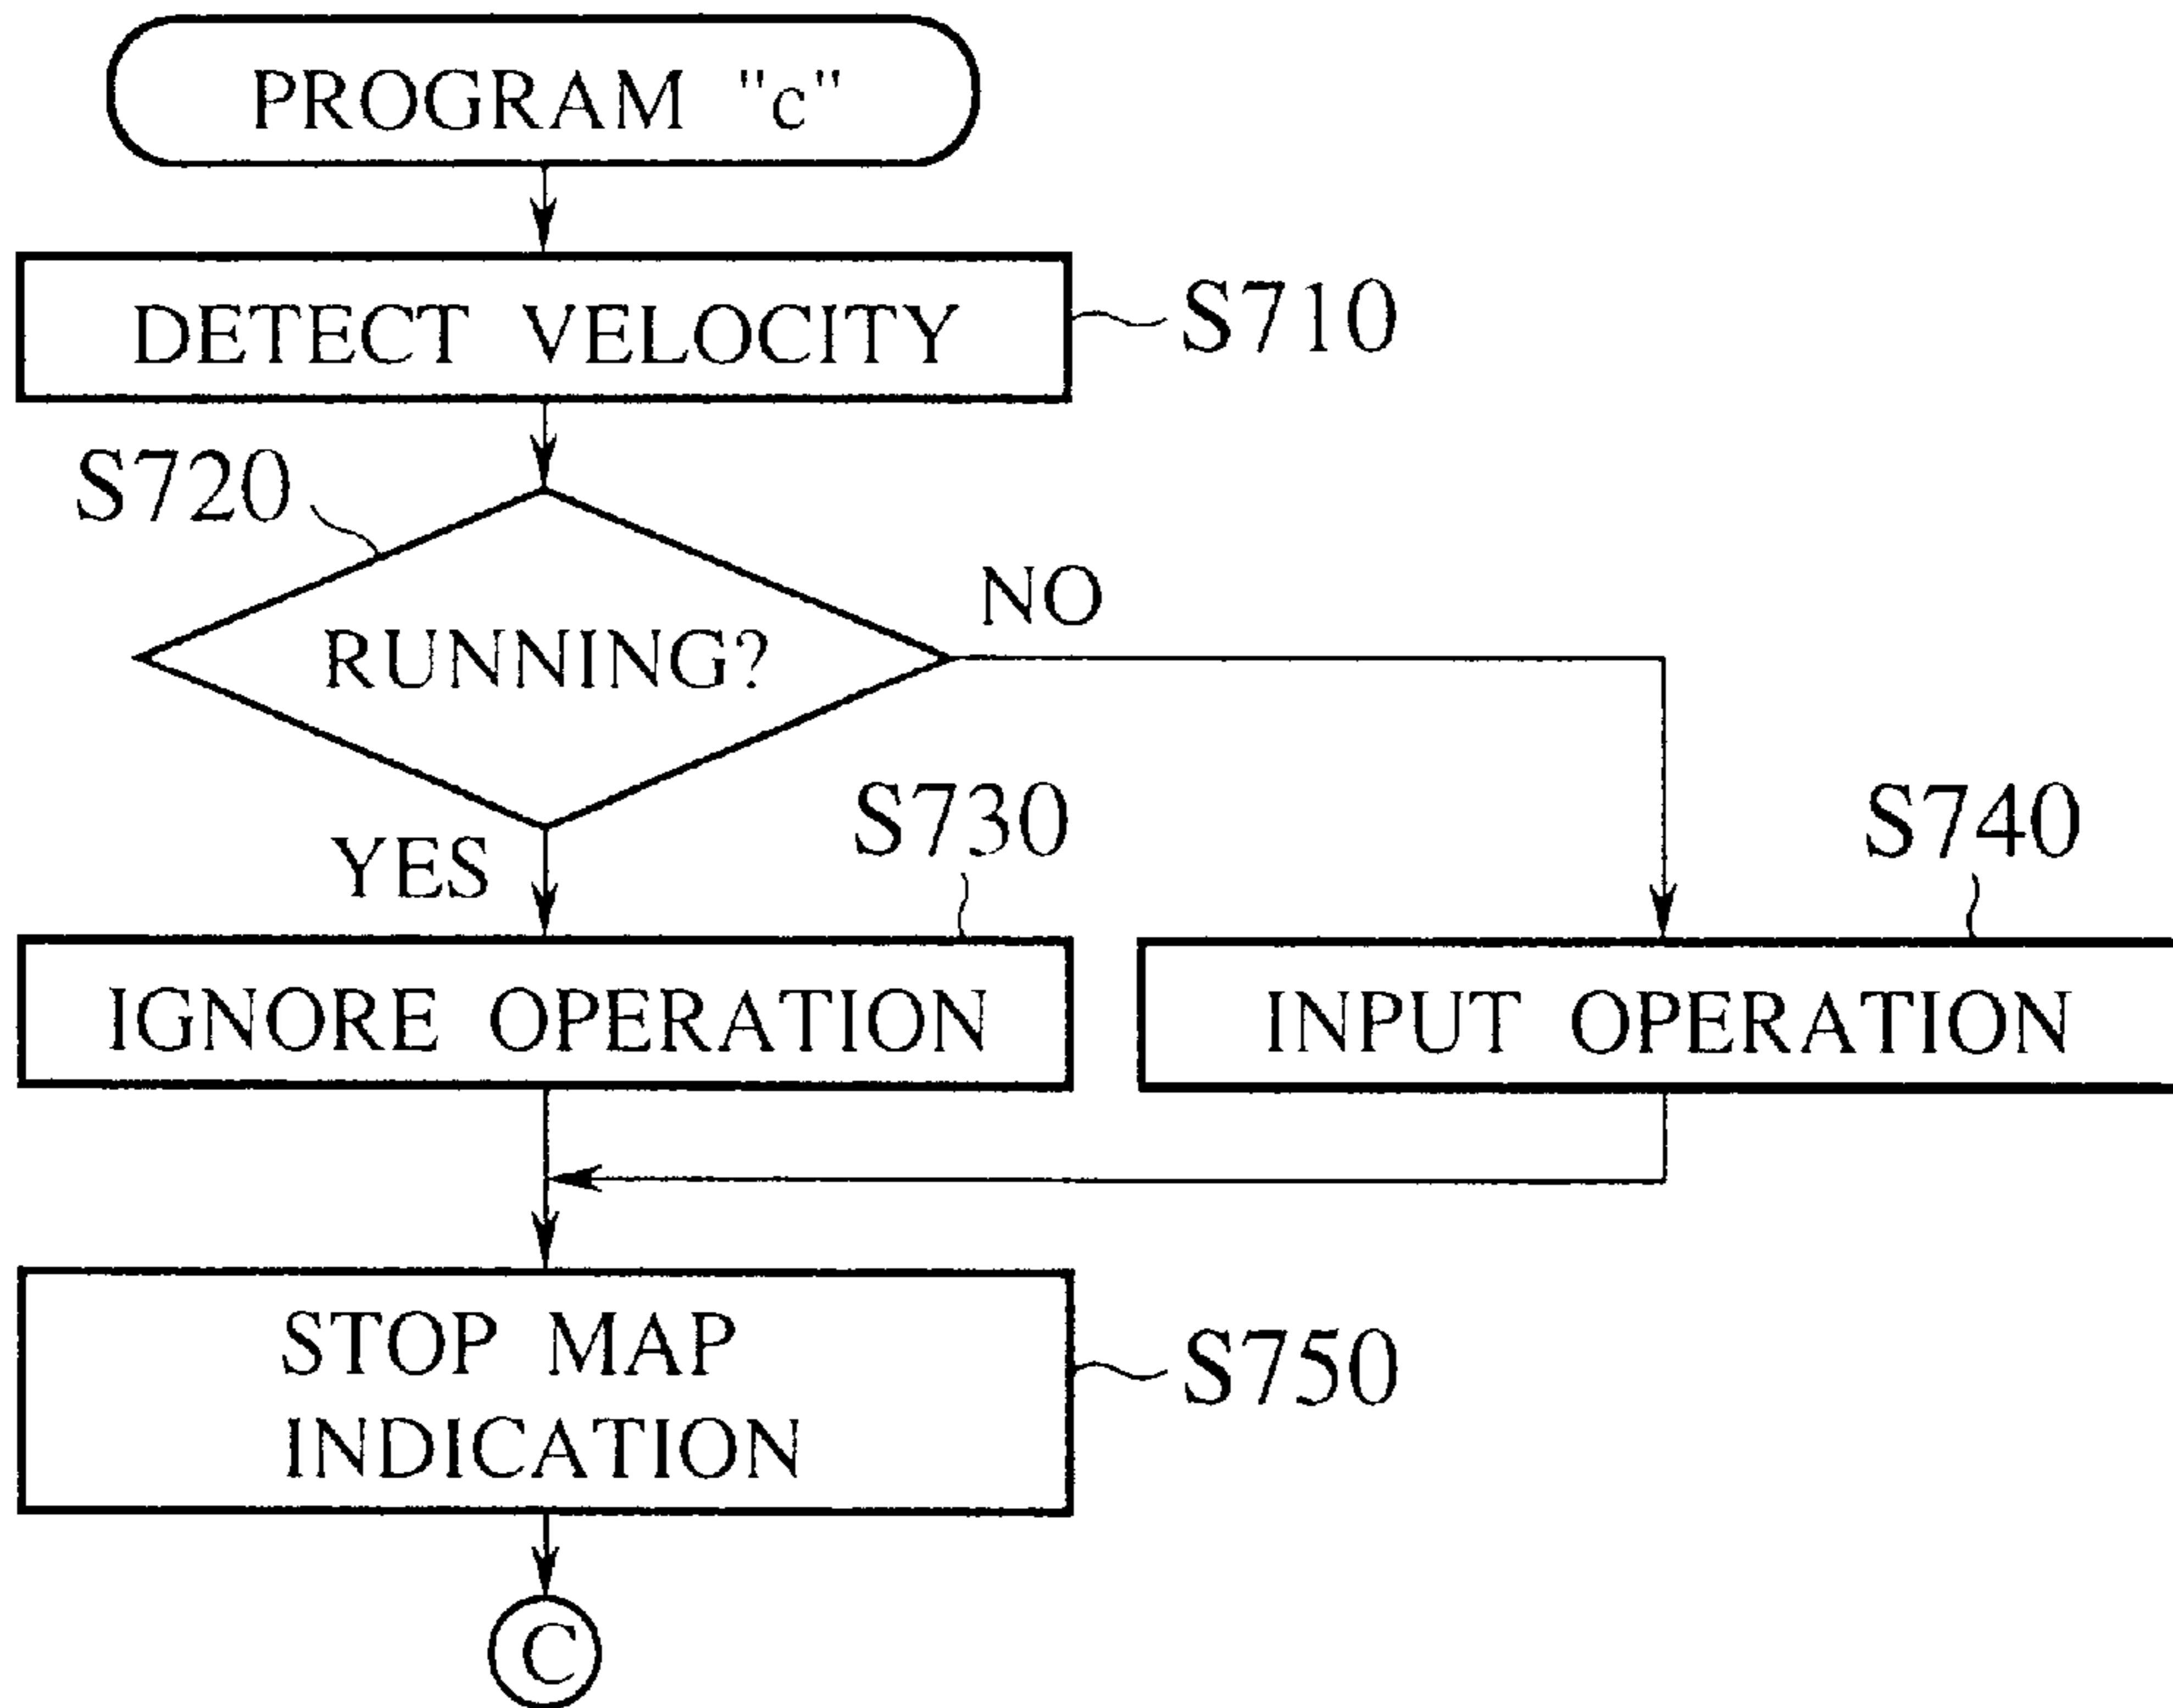 PROGRAM "c"
DETECT VELOCITY
S710
S720
RUNNING?
NO
YES
S730
S740
IGNORE OPERATION
INPUT OPERATION
STOP MAP
INDICATION
S750
C